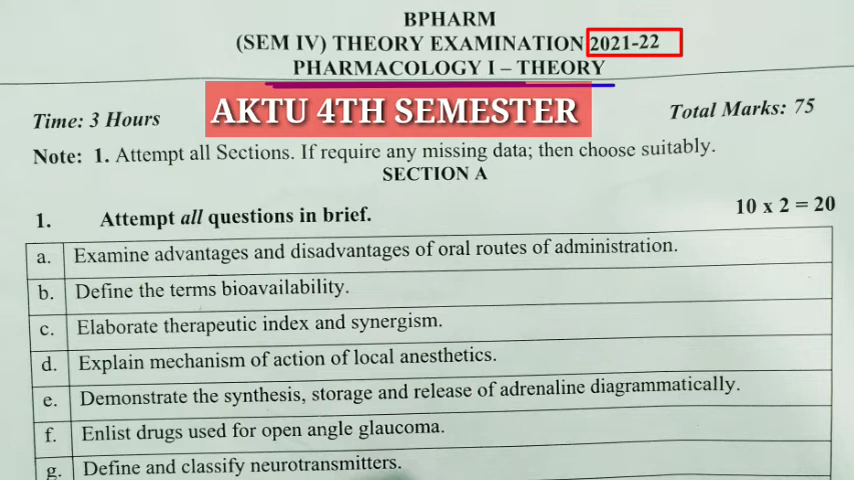 BPHARM
(SEM IV) THEORY EXAMINATION 2021-22
PHARMACOLOGY I – THEORY
AKTU 4TH SEMESTER
Time: 3 Hours
Total Marks: 75
Note: 1. Attempt all Sections. If require any missing data; then choose suitably.
SECTION A
1. Attempt all questions in brief. 10 x 2 = 20
a. Examine advantages and disadvantages of oral routes of administration.
b. Define the terms bioavailability.
c. Elaborate therapeutic index and synergism.
d. Explain mechanism of action of local anesthetics.
e. Demonstrate the synthesis, storage and release of adrenaline diagrammatically.
f. Enlist drugs used for open angle glaucoma.
g. Define and classify neurotransmitters.